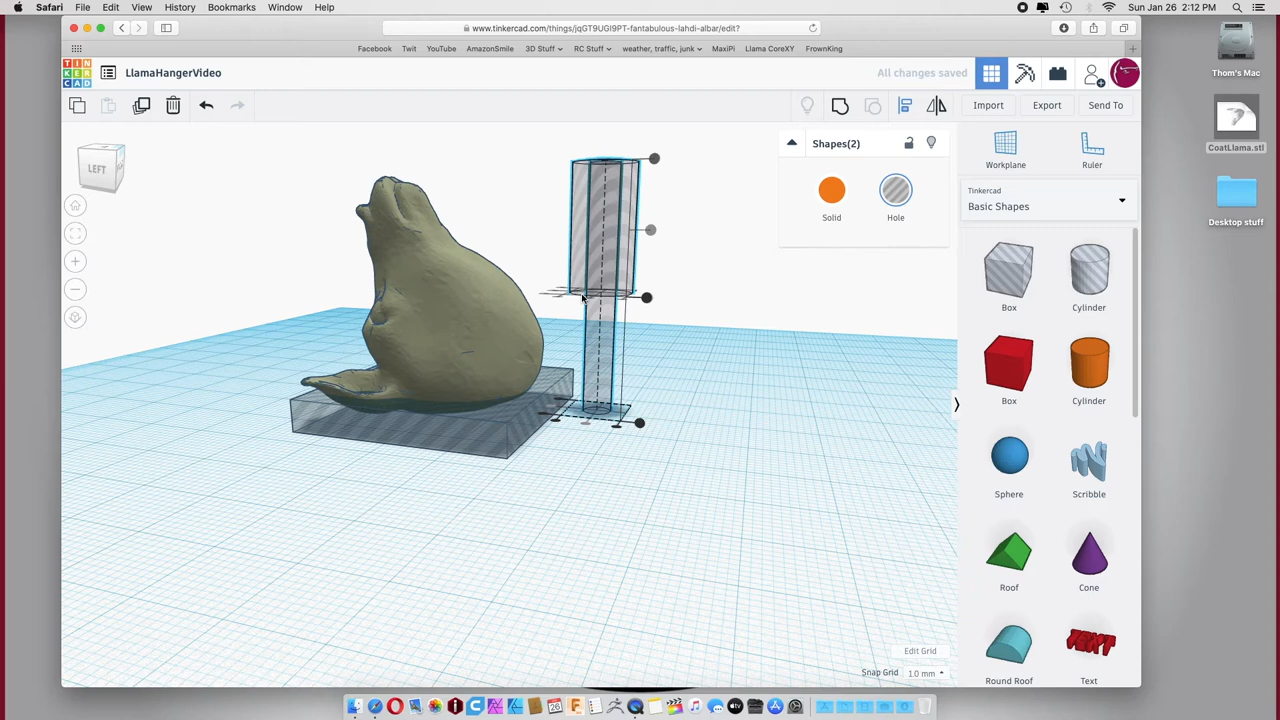 Safari File Edit View History Bookmarks Window Help
Sun Jan 26 2:12 PM
www.tinkercad.com/things/jqGT9UGI9PT-fantabulous-lahdi-albar/edit?
Facebook Twit YouTube AmazonSmile 3D Stuff RC Stuff weather, traffic, junk MaxiPi Llama CoreXY FrownKing
Thom's Mac
TIN
KER
CAD
LlamaHangerVideo
All changes saved
Import Export Send To
LEFT
Shapes(2)
Solid Hole
Workplane Ruler
CoatLlama.stl
Tinkercad
Basic Shapes
Desktop stuff
Box Cylinder
Box Cylinder
Sphere Scribble
Roof Cone
TEXT
Round Roof Text
Edit Grid
Snap Grid 1.0 mm
26